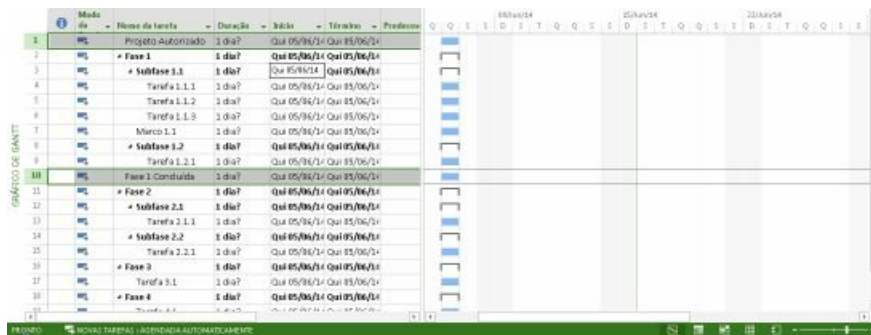 Modo da Nome da tarefa Duração Início Término Predecess
08/Jun/14 15/Jun/14 22/Jun/14
Q Q S S D S T Q Q S S D S T Q Q S S D S T Q Q S S
1 Projeto Autorizado 1 dia? Qui 05/06/14 Qui 05/06/14
2 Fase 1 1 dia? Qui 05/06/14 Qui 05/06/14
3 Subfase 1.1 1 dia? Qui 05/06/14 Qui 05/06/14
4 Tarefa 1.1.1 1 dia? Qui 05/06/14 Qui 05/06/14
5 Tarefa 1.1.2 1 dia? Qui 05/06/14 Qui 05/06/14
6 Tarefa 1.1.3 1 dia? Qui 05/06/14 Qui 05/06/14
7 Marco 1.1 1 dia? Qui 05/06/14 Qui 05/06/14
8 Subfase 1.2 1 dia? Qui 05/06/14 Qui 05/06/14
9 Tarefa 1.2.1 1 dia? Qui 05/06/14 Qui 05/06/14
10 Fase 1 Concluída 1 dia? Qui 05/06/14 Qui 05/06/14
11 Fase 2 1 dia? Qui 05/06/14 Qui 05/06/14
12 Subfase 2.1 1 dia? Qui 05/06/14 Qui 05/06/14
13 Tarefa 2.1.1 1 dia? Qui 05/06/14 Qui 05/06/14
14 Subfase 2.2 1 dia? Qui 05/06/14 Qui 05/06/14
15 Tarefa 2.2.1 1 dia? Qui 05/06/14 Qui 05/06/14
16 Fase 3 1 dia? Qui 05/06/14 Qui 05/06/14
17 Tarefa 3.1 1 dia? Qui 05/06/14 Qui 05/06/14
18 Fase 4 1 dia? Qui 05/06/14 Qui 05/06/14
GRÁFICO DE GANTT
PRONTO NOVAS TAREFAS : AGENDADA AUTOMATICAMENTE